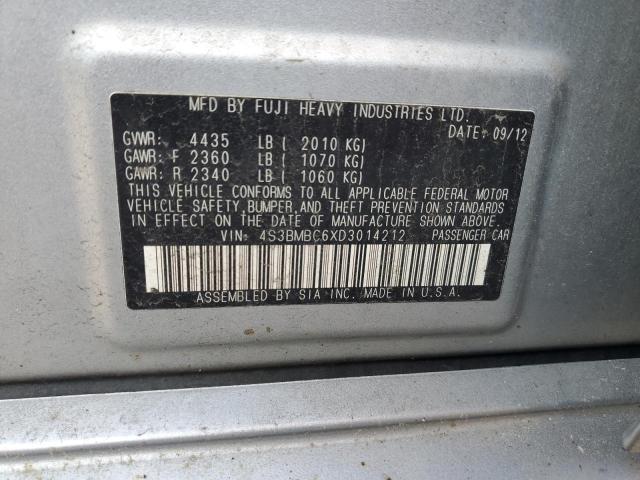 MFD BY FUJI HEAVY INDUSTRIES LTD.
DATE: 09/12
GVWR: 4435 LB ( 2010 KG)
GAWR: F 2360 LB ( 1070 KG)
GAWR: R 2340 LB ( 1060 KG)
THIS VEHICLE CONFORMS TO ALL APPLICABLE FEDERAL MOTOR
VEHICLE SAFETY, BUMPER, AND THEFT PREVENTION STANDARDS
IN EFFECT ON THE DATE OF MANUFACTURE SHOWN ABOVE.
VIN: 4S3BMBC6XD3014212 PASSENGER CAR
ASSEMBLED BY SIA INC. MADE IN U.S.A.